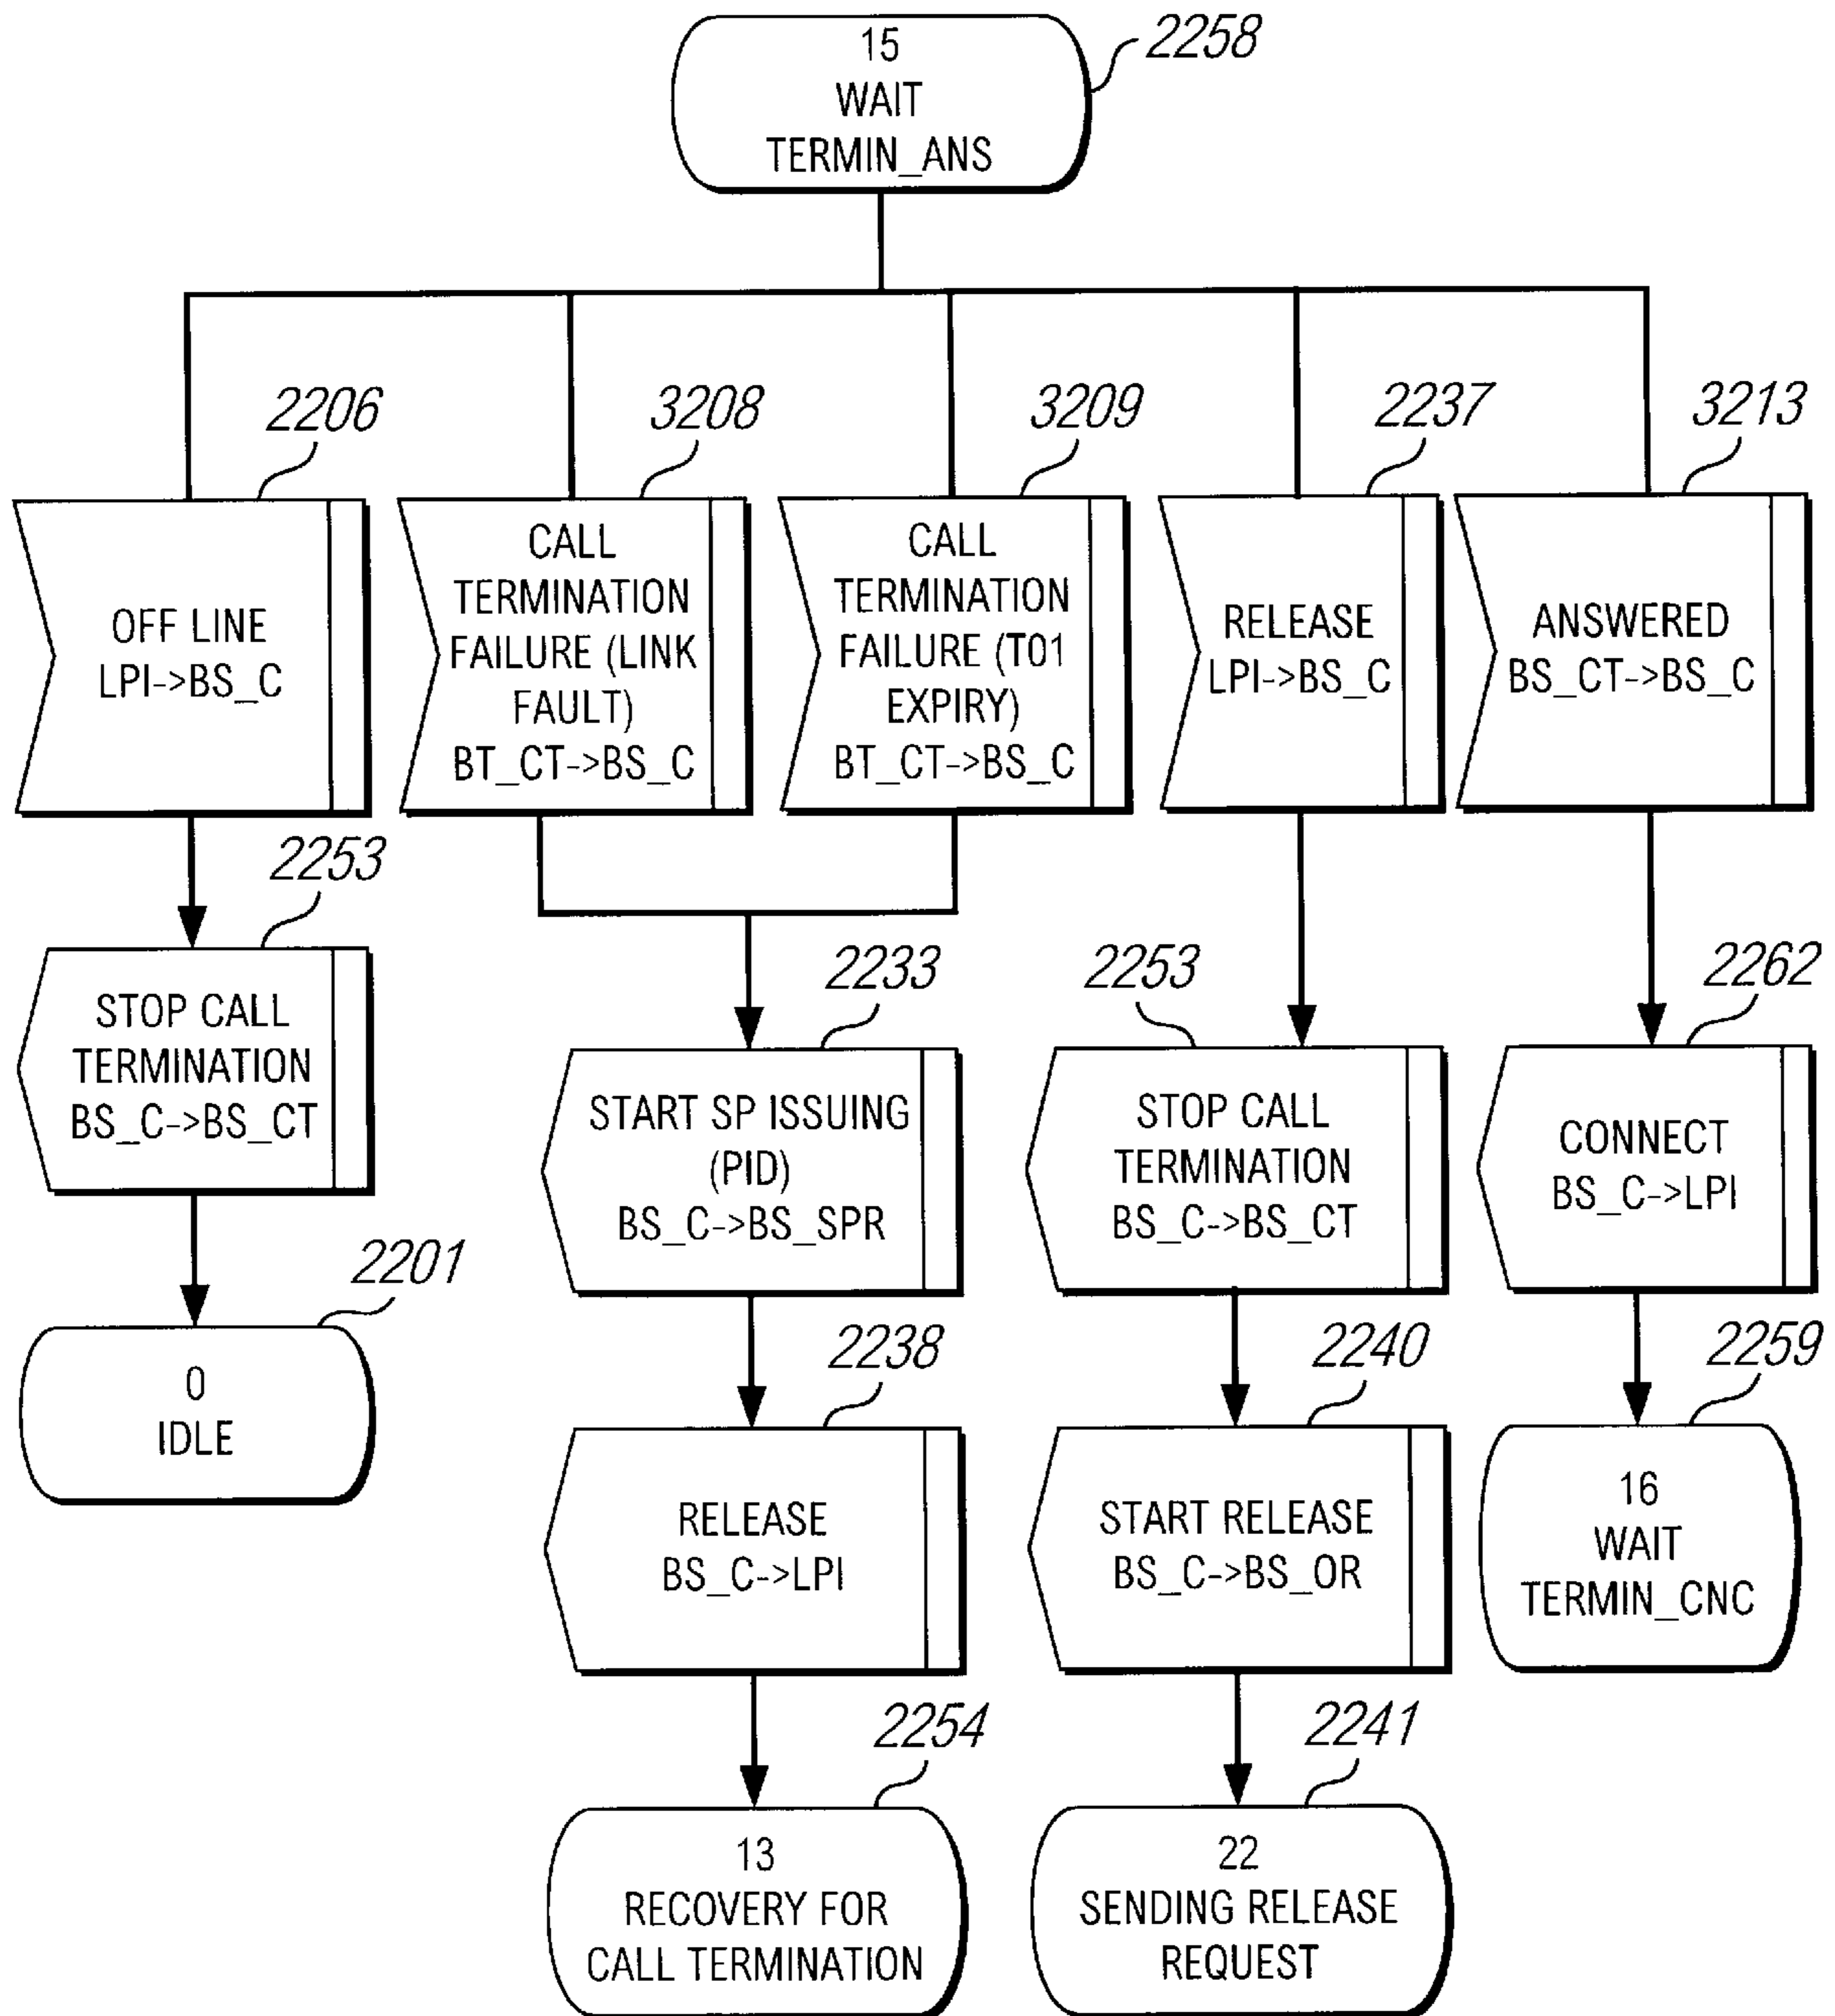 15
WAIT
TERMIN_ANS
2258
2206
OFF LINE
LPI->BS_C
3208
CALL
TERMINATION
FAILURE (LINK
FAULT)
BT_CT->BS_C
3209
CALL
TERMINATION
FAILURE (T01
EXPIRY)
BT_CT->BS_C
2237
RELEASE
LPI->BS_C
3213
ANSWERED
BS_CT->BS_C
2253
STOP CALL
TERMINATION
BS_C->BS_CT
2233
START SP ISSUING
(PID)
BS_C->BS_SPR
2253
STOP CALL
TERMINATION
BS_C->BS_CT
2262
CONNECT
BS_C->LPI
2201
0
IDLE
2238
RELEASE
BS_C->LPI
2240
START RELEASE
BS_C->BS_OR
2259
16
WAIT
TERMIN_CNC
2254
13
RECOVERY FOR
CALL TERMINATION
2241
22
SENDING RELEASE
REQUEST